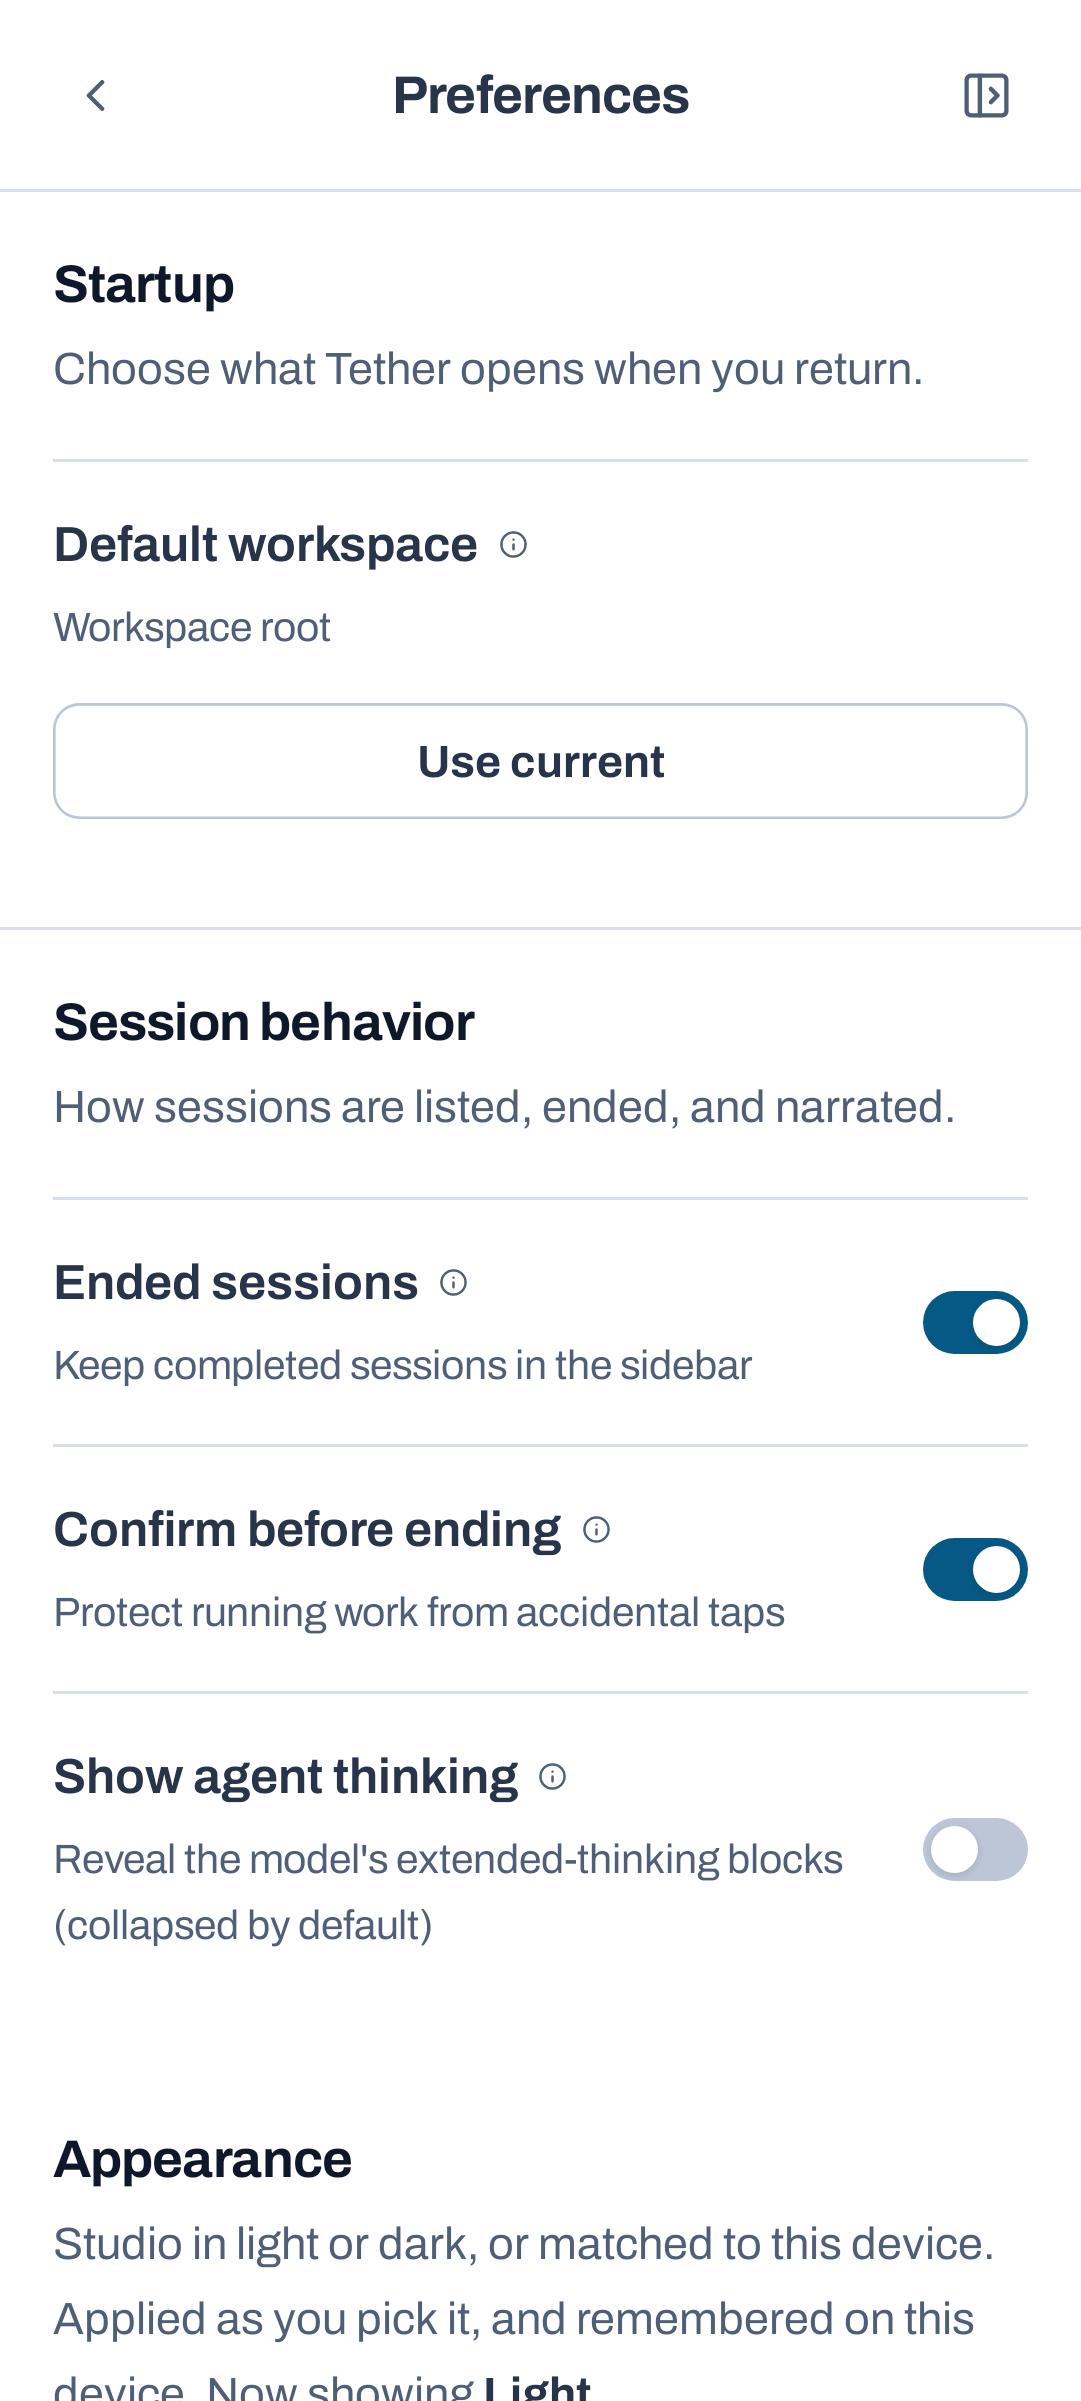 Preferences
Startup
Choose what Tether opens when you return.
Default workspace
Workspace root
Use current
Session behavior
How sessions are listed, ended, and narrated.
Ended sessions
Keep completed sessions in the sidebar
Confirm before ending
Protect running work from accidental taps
Show agent thinking
Reveal the model's extended-thinking blocks
(collapsed by default)
Appearance
Studio in light or dark, or matched to this device.
Applied as you pick it, and remembered on this
device. Now showing Light